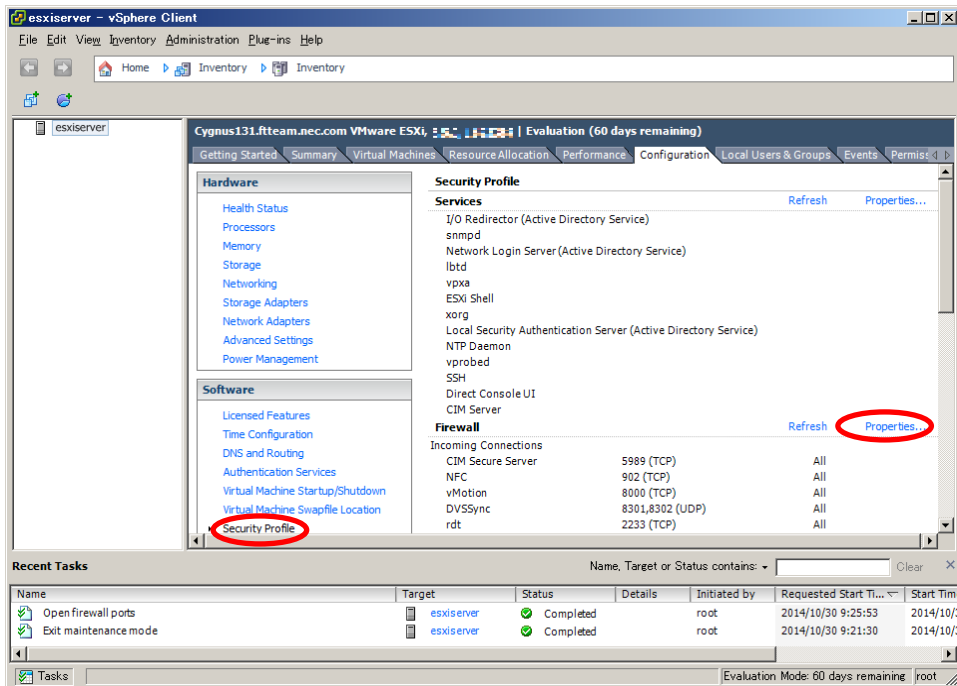 esxiserver - vSphere Client
File Edit View Inventory Administration Plug-ins Help
Home Inventory Inventory
esxiserver
Cygnus131.ftteam.nec.com VMware ESXi, | Evaluation (60 days remaining)
Getting Started Summary Virtual Machines Resource Allocation Performance Configuration Local Users & Groups Events Permiss
Hardware
Health Status
Processors
Memory
Storage
Networking
Storage Adapters
Network Adapters
Advanced Settings
Power Management
Software
Licensed Features
Time Configuration
DNS and Routing
Authentication Services
Virtual Machine Startup/Shutdown
Virtual Machine Swapfile Location
Security Profile
Security Profile
Services Refresh Properties...
I/O Redirector (Active Directory Service)
snmpd
Network Login Server (Active Directory Service)
lbtd
vpxa
ESXi Shell
xorg
Local Security Authentication Server (Active Directory Service)
NTP Daemon
vprobed
SSH
Direct Console UI
CIM Server
Firewall Refresh Properties...
Incoming Connections
CIM Secure Server 5989 (TCP) All
NFC 902 (TCP) All
vMotion 8000 (TCP) All
DVSSync 8301,8302 (UDP) All
rdt 2233 (TCP) All
Recent Tasks Name, Target or Status contains: Clear
Name Target Status Details Initiated by Requested Start Ti... Start Tim
Open firewall ports esxiserver Completed root 2014/10/30 9:25:53 2014/10/
Exit maintenance mode esxiserver Completed root 2014/10/30 9:21:30 2014/10/
Tasks Evaluation Mode: 60 days remaining root